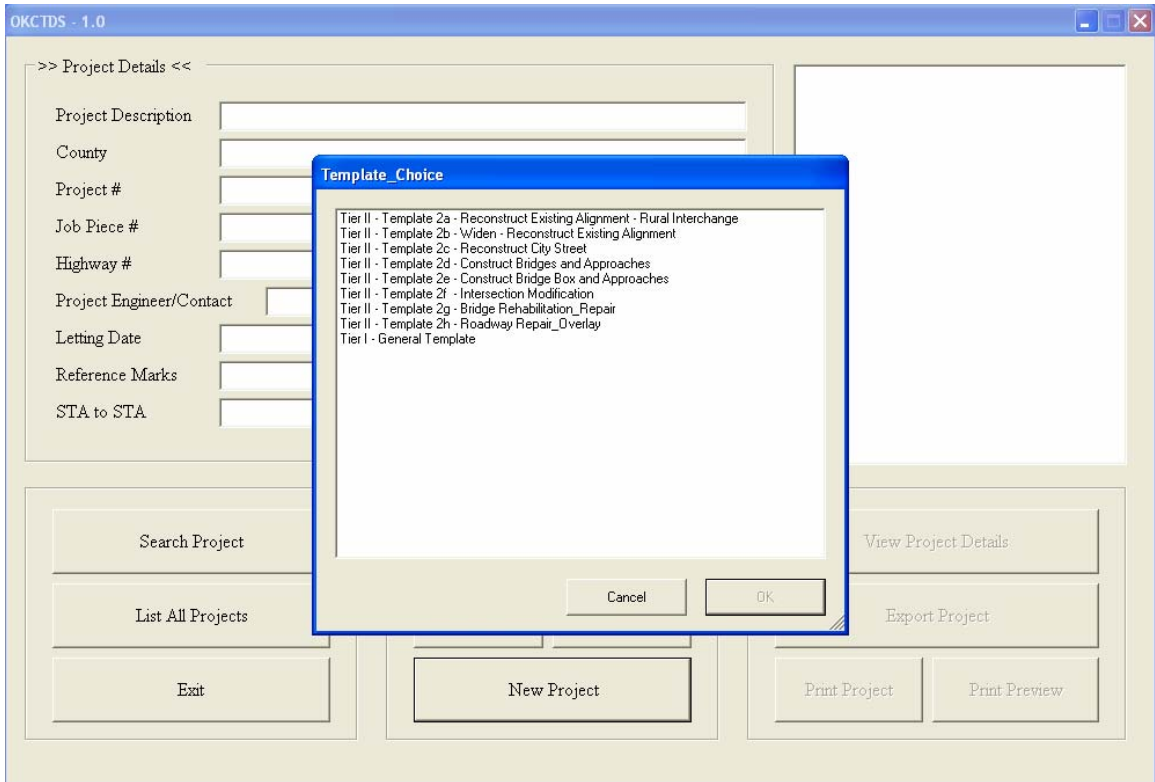 OKCTDS - 1.0
>> Project Details <<
Project Description
County
Project #
Job Piece #
Highway #
Project Engineer/Contact
Letting Date
Reference Marks
STA to STA
Template_Choice
Tier II - Template 2a - Reconstruct Existing Alignment - Rural Interchange
Tier II - Template 2b - Widen - Reconstruct Existing Alignment
Tier II - Template 2c - Reconstruct City Street
Tier II - Template 2d - Construct Bridges and Approaches
Tier II - Template 2e - Construct Bridge Box and Approaches
Tier II - Template 2f - Intersection Modification
Tier II - Template 2g - Bridge Rehabilitation_Repair
Tier II - Template 2h - Roadway Repair_Overlay
Tier I - General Template
Cancel
OK
Search Project
List All Projects
Exit
New Project
View Project Details
Export Project
Print Project
Print Preview